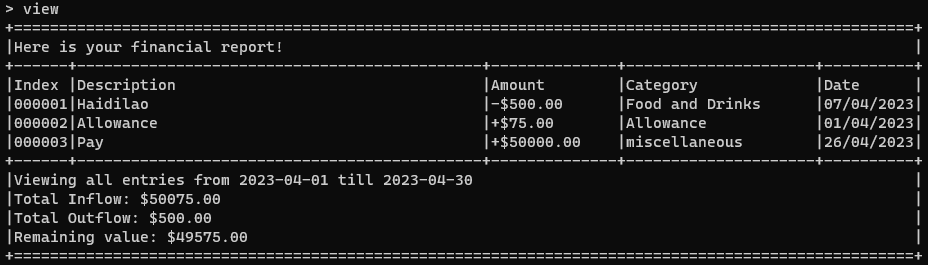 > view
+====================================================================================================+
|Here is your financial report!
+------+---------------------------------------------+--------------+---------------------+----------+
|Index |Description |Amount |Category |Date |
|000001|Haidilao |-$500.00 |Food and Drinks |07/04/2023|
|000002|Allowance |+$75.00 |Allowance |01/04/2023|
|000003|Pay |+$50000.00 |miscellaneous |26/04/2023|
+------+---------------------------------------------+--------------+---------------------+----------+
|Viewing all entries from 2023-04-01 till 2023-04-30 |
|Total Inflow: $50075.00 |
|Total Outflow: $500.00 |
|Remaining value: $49575.00 |
+====================================================================================================+